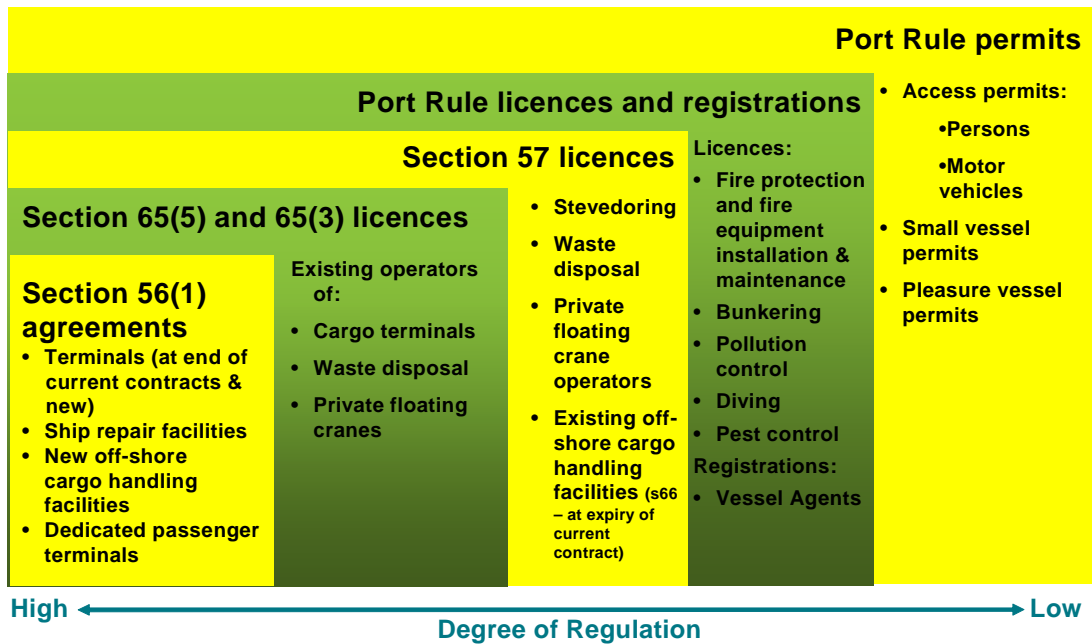 Port Rule permits
Port Rule licences and registrations
Section 57 licences
Section 65(5) and 65(3) licences
Section 56(1)
agreements
• Terminals (at end of
current contracts &
new)
• Ship repair facilities
• New off-shore
cargo handling
facilities
• Dedicated passenger
terminals
Existing operators
of:
• Cargo terminals
• Waste disposal
• Private floating
cranes
• Stevedoring
• Waste
disposal
• Private
floating
crane
operators
• Existing off-
shore cargo
handling
facilities (s66
– at expiry of
current
contract)
Licences:
• Fire protection
and fire
equipment
installation &
maintenance
• Bunkering
• Pollution
control
• Diving
• Pest control
Registrations:
• Vessel Agents
• Access permits:
•Persons
•Motor
vehicles
• Small vessel
permits
• Pleasure vessel
permits
High
Low
Degree of Regulation